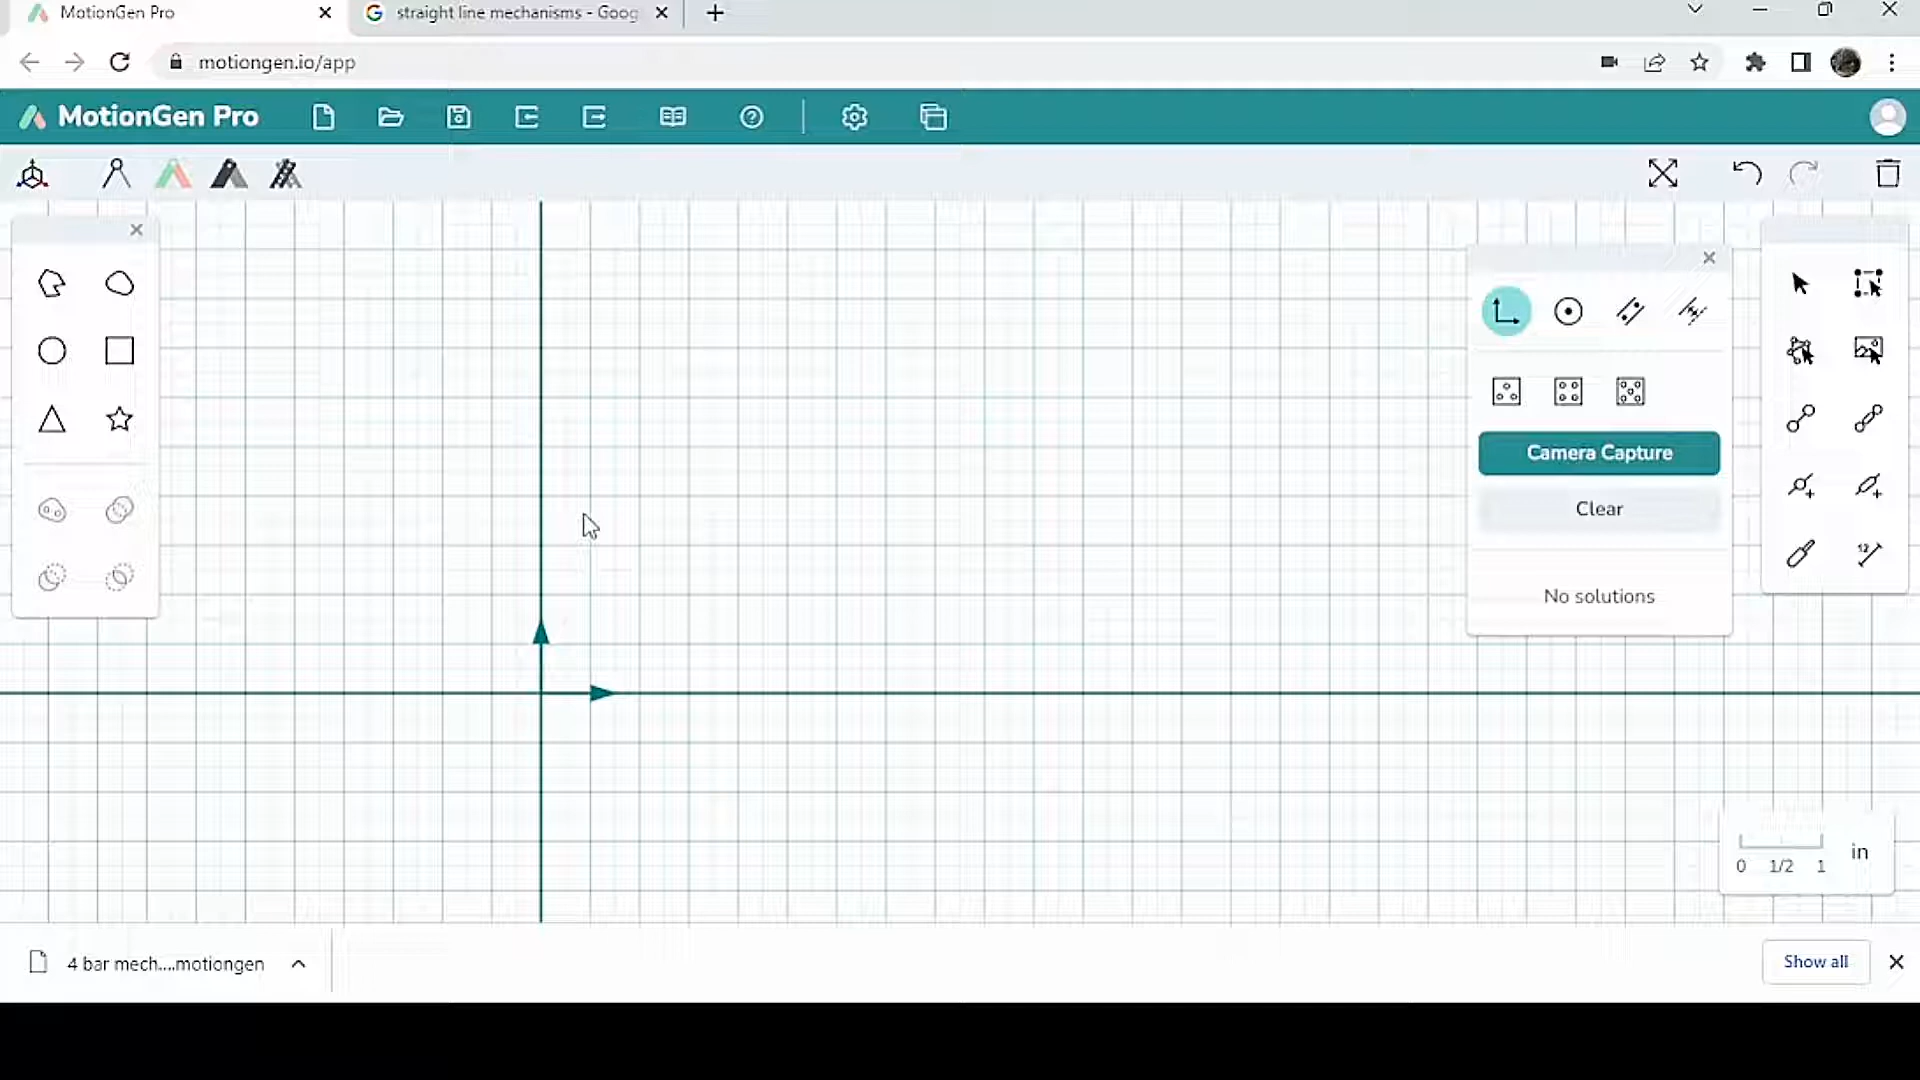 MotionGen Pro
straight line mechanisms - Goog
motiongen.io/app
MotionGen Pro
Camera Capture
Clear
No solutions
0 1/2 1 in
4 bar mech....motiongen
Show all